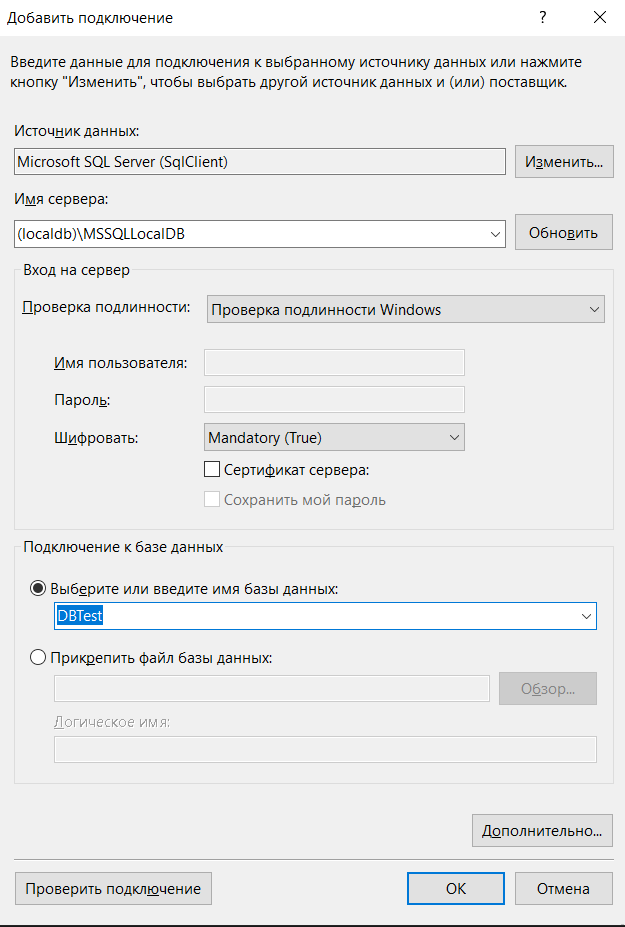 Добавить подключение
?
Введите данные для подключения к выбранному источнику данных или нажмите
кнопку "Изменить", чтобы выбрать другой источник данных и (или) поставщик.
Источник данных:
Microsoft SQL Server (SqlClient)
Изменить...
Имя сервера:
(localdb)\MSSQLLocalDB
Обновить
Вход на сервер
Проверка подлинности:
Проверка подлинности Windows
Имя пользователя:
Пароль:
Шифровать:
Mandatory (True)
Сертификат сервера:
Сохранить мой пароль
Подключение к базе данных
Выберите или введите имя базы данных:
DBTest
Прикрепить файл базы данных:
Обзор...
Логическое имя:
Дополнительно...
Проверить подключение
ОК
Отмена